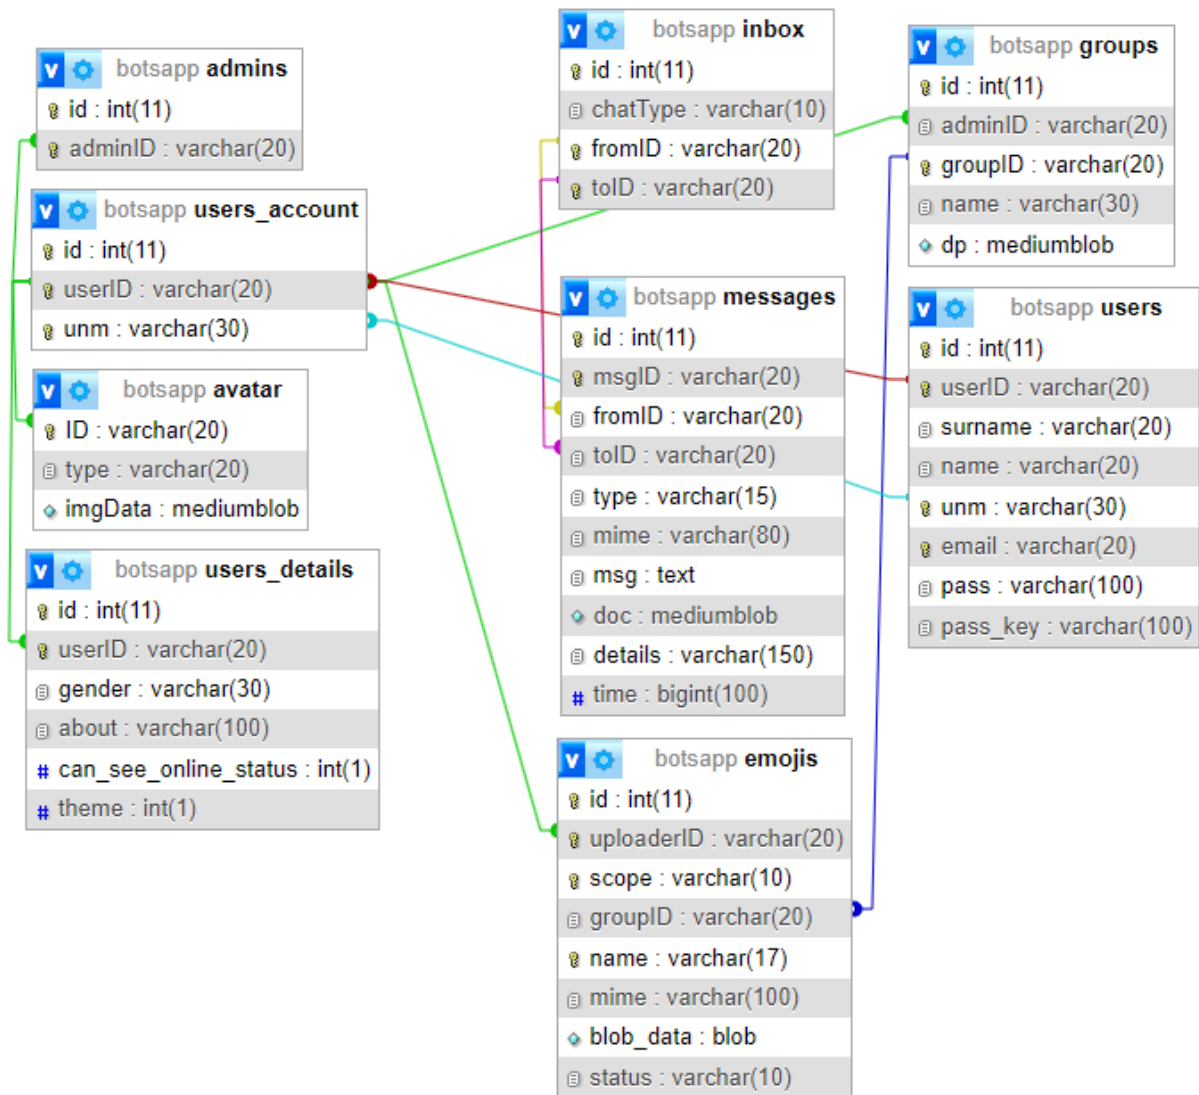 v botsapp admins
id : int(11)
adminID : varchar(20)
v botsapp users_account
id : int(11)
userID : varchar(20)
unm : varchar(30)
v botsapp avatar
ID : varchar(20)
type : varchar(20)
imgData : mediumblob
v botsapp users_details
id : int(11)
userID : varchar(20)
gender : varchar(30)
about : varchar(100)
# can_see_online_status : int(1)
# theme : int(1)
v botsapp inbox
id : int(11)
chatType : varchar(10)
fromID : varchar(20)
toID : varchar(20)
v botsapp messages
id : int(11)
msgID : varchar(20)
fromID : varchar(20)
toID : varchar(20)
type : varchar(15)
mime : varchar(80)
msg : text
doc : mediumblob
details : varchar(150)
# time : bigint(100)
v botsapp emojis
id : int(11)
uploaderID : varchar(20)
scope : varchar(10)
groupID : varchar(20)
name : varchar(17)
mime : varchar(100)
blob_data : blob
status : varchar(10)
v botsapp groups
id : int(11)
adminID : varchar(20)
groupID : varchar(20)
name : varchar(30)
dp : mediumblob
v botsapp users
id : int(11)
userID : varchar(20)
surname : varchar(20)
name : varchar(20)
unm : varchar(30)
email : varchar(20)
pass : varchar(100)
pass_key : varchar(100)